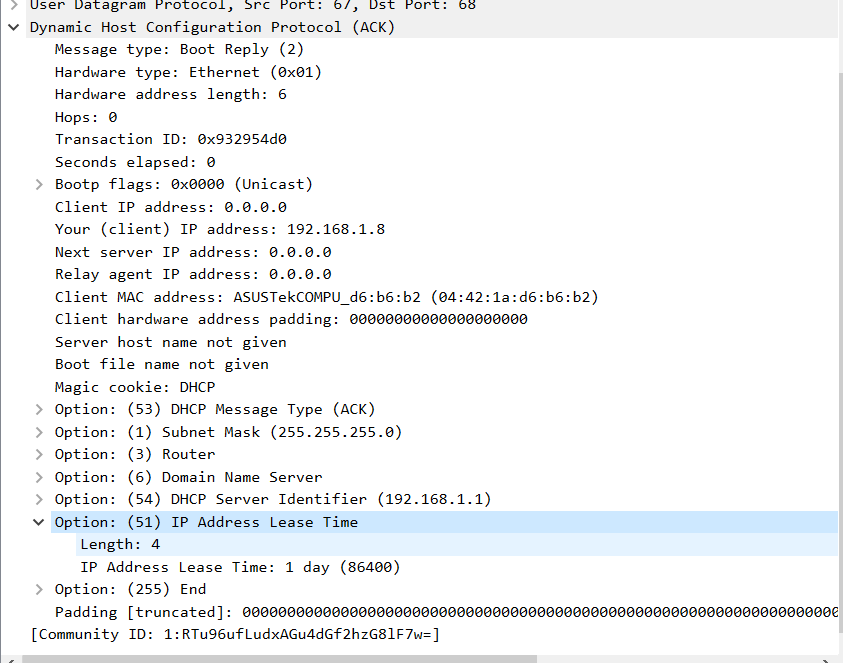 User Datagram Protocol, Src Port: 67, Dst Port: 68
Dynamic Host Configuration Protocol (ACK)
Message type: Boot Reply (2)
Hardware type: Ethernet (0x01)
Hardware address length: 6
Hops: 0
Transaction ID: 0x932954d0
Seconds elapsed: 0
Bootp flags: 0x0000 (Unicast)
Client IP address: 0.0.0.0
Your (client) IP address: 192.168.1.8
Next server IP address: 0.0.0.0
Relay agent IP address: 0.0.0.0
Client MAC address: ASUSTekCOMPU_d6:b6:b2 (04:42:1a:d6:b6:b2)
Client hardware address padding: 00000000000000000000
Server host name not given
Boot file name not given
Magic cookie: DHCP
Option: (53) DHCP Message Type (ACK)
Option: (1) Subnet Mask (255.255.255.0)
Option: (3) Router
Option: (6) Domain Name Server
Option: (54) DHCP Server Identifier (192.168.1.1)
Option: (51) IP Address Lease Time
Length: 4
IP Address Lease Time: 1 day (86400)
Option: (255) End
Padding [truncated]: 0000000000000000000000000000000000000000000000000000000000000000000
[Community ID: 1:RTu96ufLudxAGu4dGf2hzG8lF7w=]